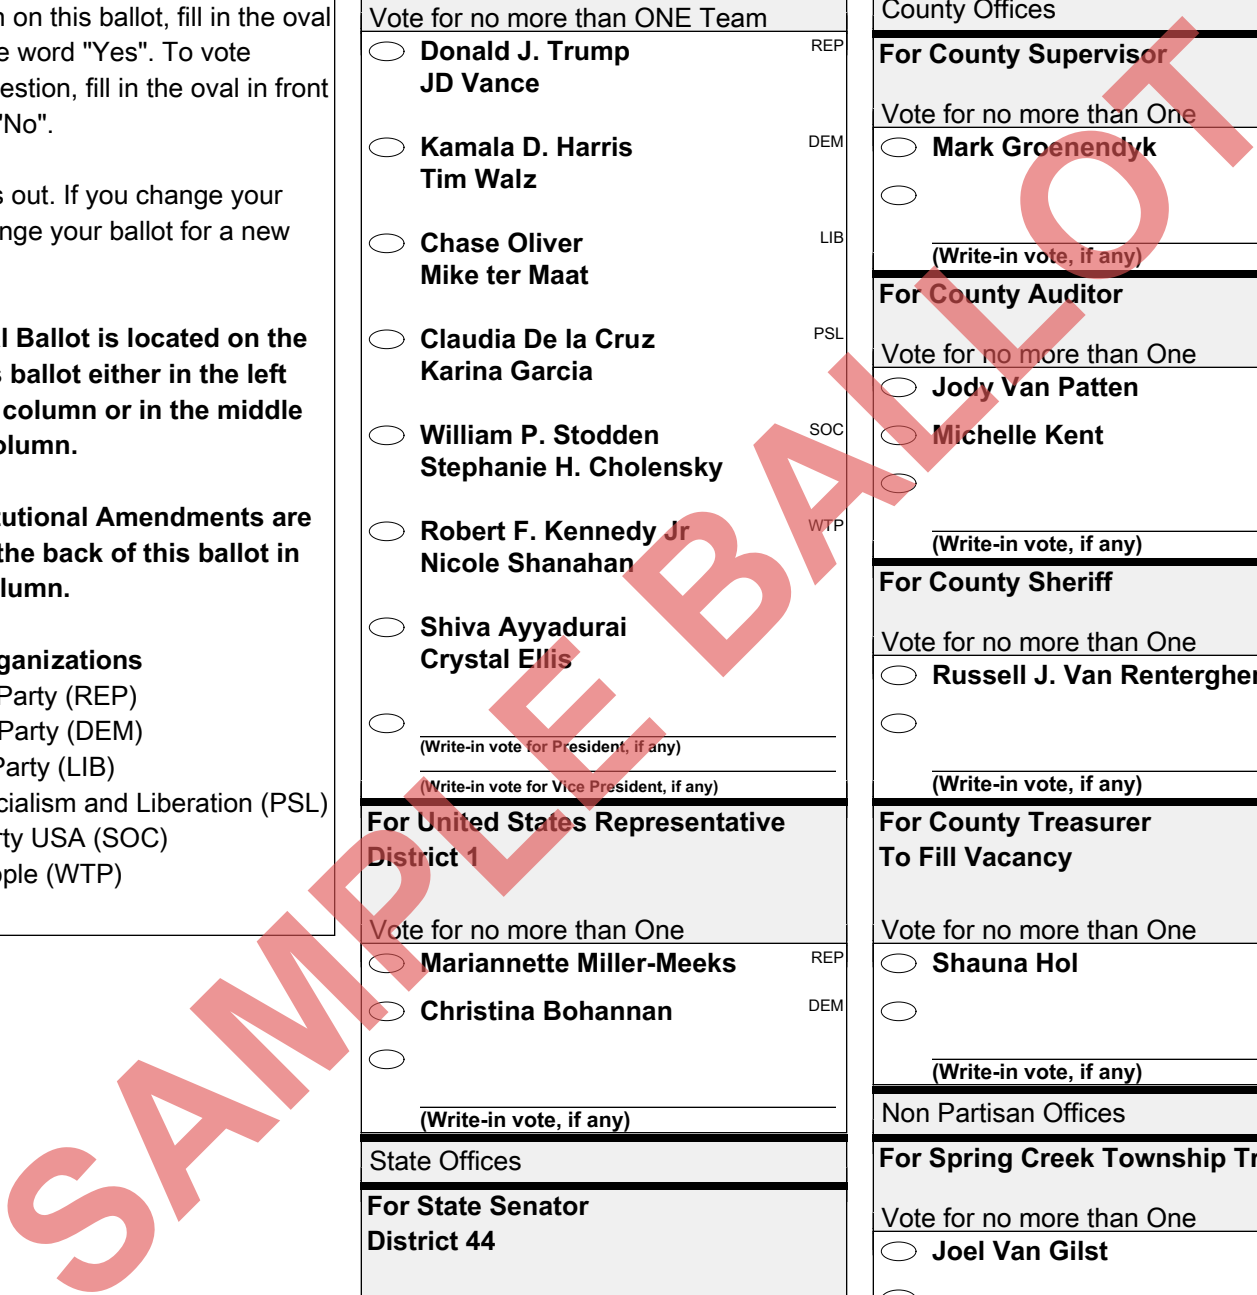 n on this ballot, fill in the oval
e word "Yes". To vote
estion, fill in the oval in front
"No".
s out. If you change your
nge your ballot for a new
l Ballot is located on the
s ballot either in the left
column or in the middle
olumn.
tutional Amendments are
the back of this ballot in
lumn.
ganizations
Party (REP)
Party (DEM)
Party (LIB)
cialism and Liberation (PSL)
rty USA (SOC)
ople (WTP)
Vote for no more than ONE Team
Donald J. Trump REP
JD Vance
Kamala D. Harris DEM
Tim Walz
Chase Oliver LIB
Mike ter Maat
Claudia De la Cruz PSL
Karina Garcia
William P. Stodden SOC
Stephanie H. Cholensky
Robert F. Kennedy Jr WTP
Nicole Shanahan
Shiva Ayyadurai
Crystal Ellis
(Write-in vote for President, if any)
(Write-in vote for Vice President, if any)
For United States Representative
District 1
Vote for no more than One
Mariannette Miller-Meeks REP
Christina Bohannan DEM
(Write-in vote, if any)
State Offices
For State Senator
District 44
County Offices
For County Supervisor
Vote for no more than One
Mark Groenendyk
(Write-in vote, if any)
For County Auditor
Vote for no more than One
Jody Van Patten
Michelle Kent
(Write-in vote, if any)
For County Sheriff
Vote for no more than One
Russell J. Van Renterghe
(Write-in vote, if any)
For County Treasurer
To Fill Vacancy
Vote for no more than One
Shauna Hol
(Write-in vote, if any)
Non Partisan Offices
For Spring Creek Township Tr
Vote for no more than One
Joel Van Gilst
SAMPLE BALLOT